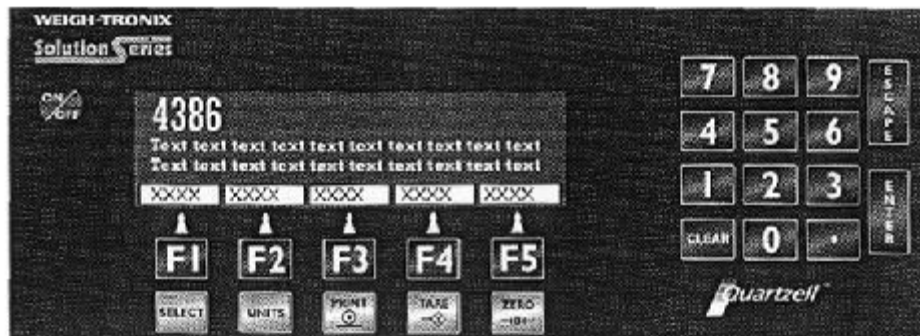 WEIGH-TRONIX
Solution Series
ON/OFF
4386
Text text text text text text text text text text
Text text text text text text text text text text
XXXX XXXX XXXX XXXX XXXX
F1 F2 F3 F4 F5
SELECT UNITS PRINT TARE ZERO
7 8 9
4 5 6
1 2 3
CLEAR 0 .
ESCAPE
ENTER
Quartzell™